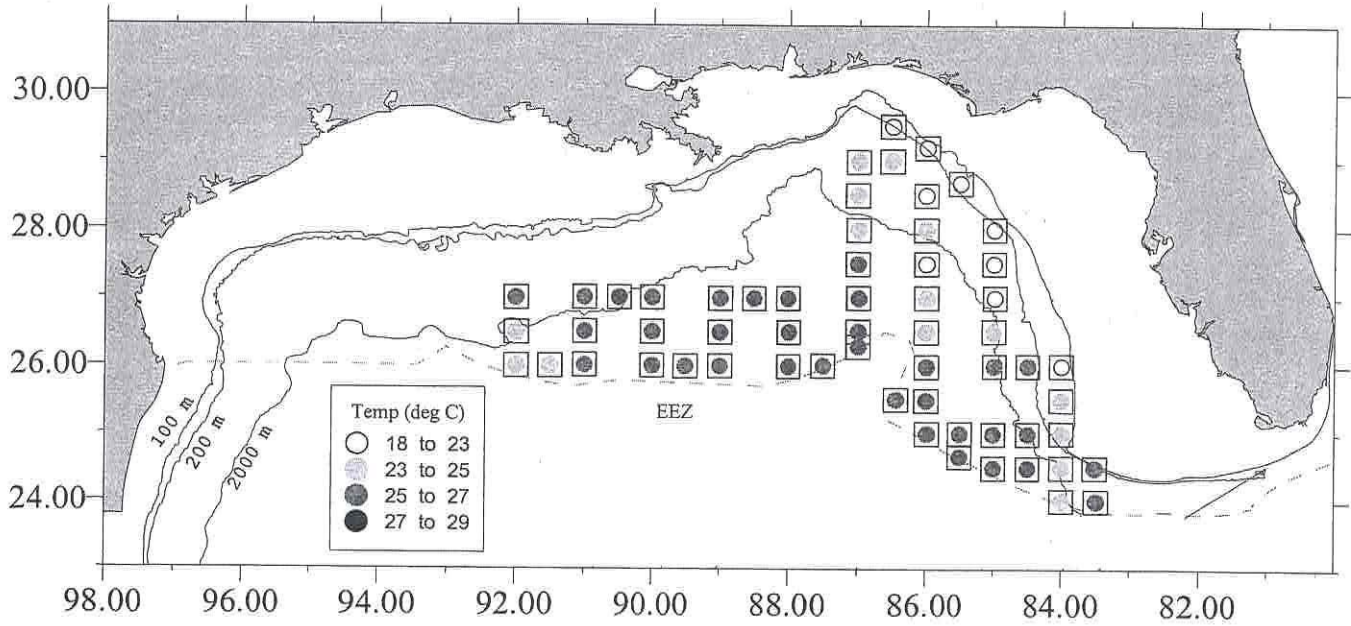 30.00
28.00
26.00
24.00
100 m
200 m
2000 m
EEZ
Temp (deg C)
18 to 23
23 to 25
25 to 27
27 to 29
98.00 96.00 94.00 92.00 90.00 88.00 86.00 84.00 82.00